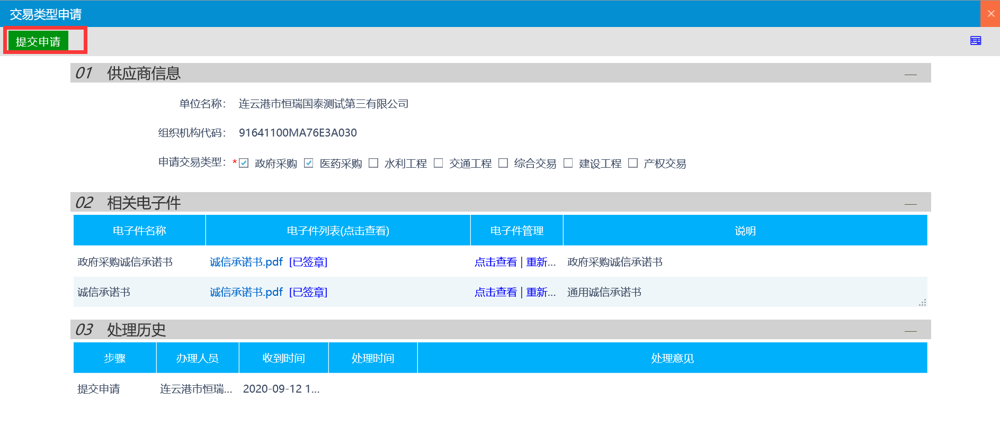 交易类型申请
提交申请
01 供应商信息
单位名称： 连云港市恒瑞国泰测试第三有限公司
组织机构代码： 91641100MA76E3A030
申请交易类型： * 政府采购 医药采购 水利工程 交通工程 综合交易 建设工程 产权交易
02 相关电子件
电子件名称 电子件列表(点击查看) 电子件管理 说明
政府采购诚信承诺书 诚信承诺书.pdf [已签章] 点击查看 | 重新... 政府采购诚信承诺书
诚信承诺书 诚信承诺书.pdf [已签章] 点击查看 | 重新... 通用诚信承诺书
03 处理历史
步骤 办理人员 收到时间 处理时间 处理意见
提交申请 连云港市恒瑞... 2020-09-12 1...